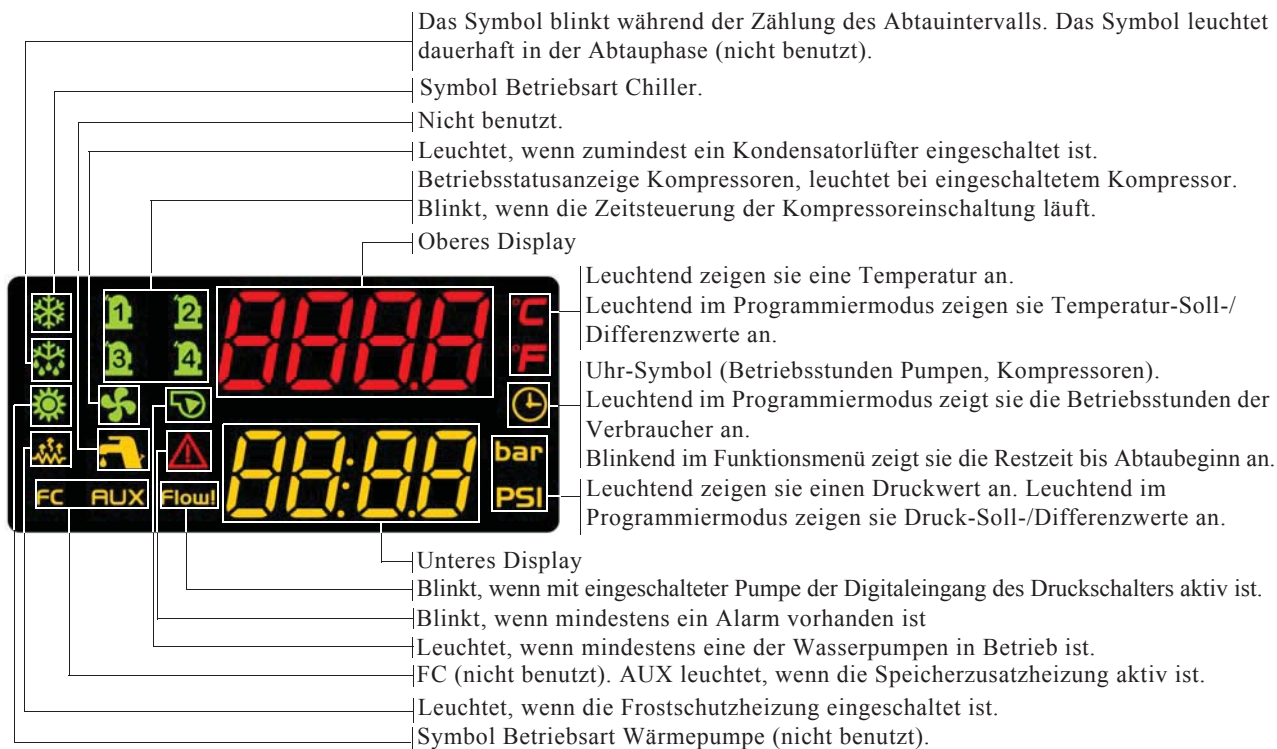 Das Symbol blinkt während der Zählung des Abtauintervalls. Das Symbol leuchtet
dauerhaft in der Abtauphase (nicht benutzt).
Symbol Betriebsart Chiller.
Nicht benutzt.
Leuchtet, wenn zumindest ein Kondensatorlüfter eingeschaltet ist.
Betriebsstatusanzeige Kompressoren, leuchtet bei eingeschaltetem Kompressor.
Blinkt, wenn die Zeitsteuerung der Kompressoreinschaltung läuft.
Oberes Display
1 2
3 4
88:8.8
888.8
°C
°F
bar
PSI
FC AUX Flow!
Leuchtend zeigen sie eine Temperatur an.
Leuchtend im Programmiermodus zeigen sie Temperatur-Soll-/
Differenzwerte an.
Uhr-Symbol (Betriebsstunden Pumpen, Kompressoren).
Leuchtend im Programmiermodus zeigt sie die Betriebsstunden der
Verbraucher an.
Blinkend im Funktionsmenü zeigt sie die Restzeit bis Abtaubeginn an.
Leuchtend zeigen sie einen Druckwert an. Leuchtend im
Programmiermodus zeigen sie Druck-Soll-/Differenzwerte an.
Unteres Display
Blinkt, wenn mit eingeschalteter Pumpe der Digitaleingang des Druckschalters aktiv ist.
Blinkt, wenn mindestens ein Alarm vorhanden ist
Leuchtet, wenn mindestens eine der Wasserpumpen in Betrieb ist.
FC (nicht benutzt). AUX leuchtet, wenn die Speicherzusatzheizung aktiv ist.
Leuchtet, wenn die Frostschutzheizung eingeschaltet ist.
Symbol Betriebsart Wärmepumpe (nicht benutzt).